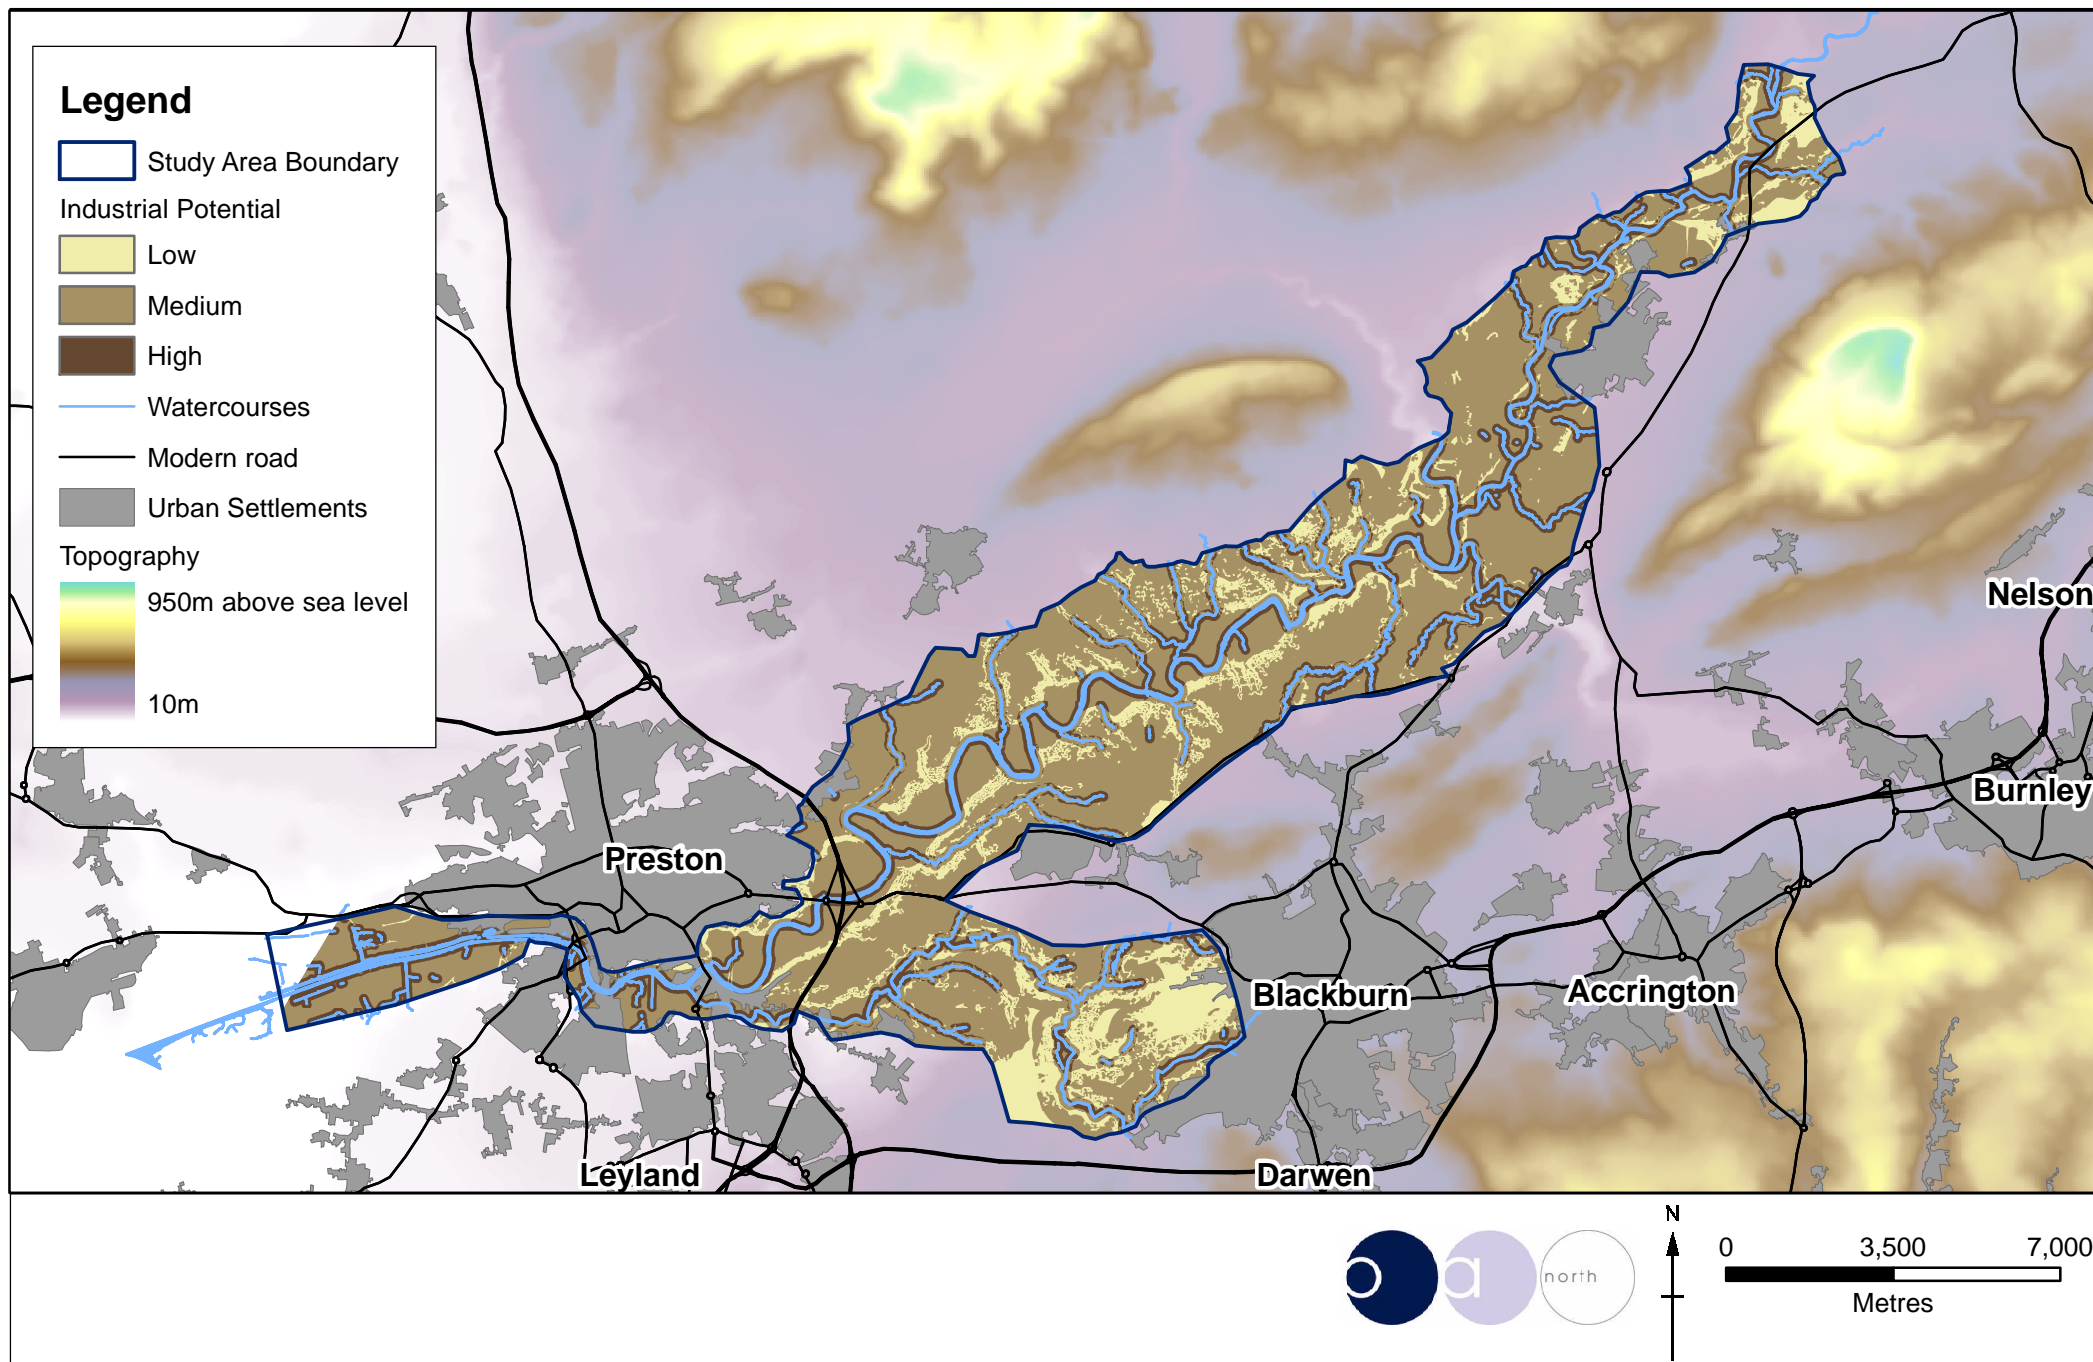 Legend
Study Area Boundary
Industrial Potential
Low
Medium
High
Watercourses
Modern road
Urban Settlements
Topography
950m above sea level
10m
Nelson
Burnley
Preston
Blackburn
Accrington
Leyland
Darwen
o a north
N
0 3,500 7,000
Metres